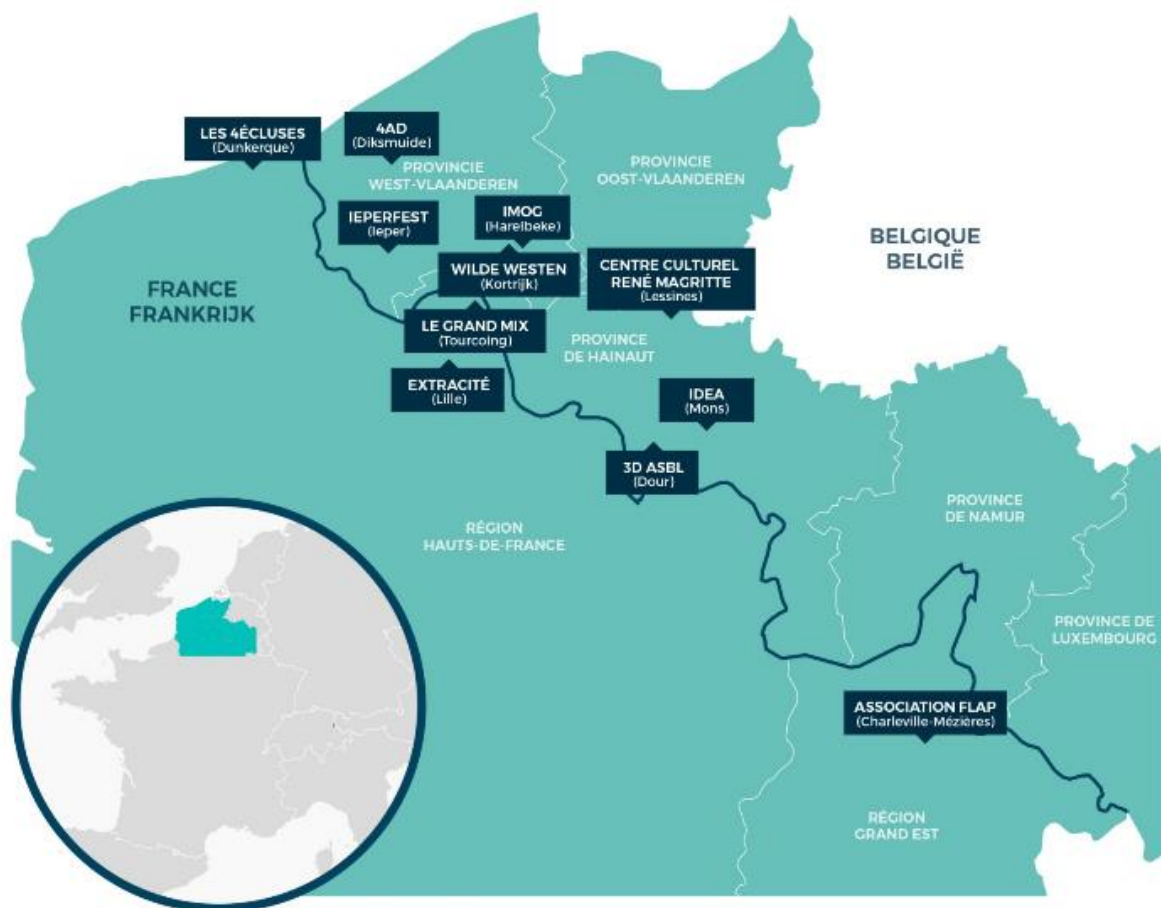 LES 4ÉCLUSES
(Dunkerque)
4AD
(Diksmuide)
PROVINCIE
WEST-VLAANDEREN
PROVINCIE
OOST-VLAANDEREN
IEPERFEST
(Ieper)
IMOG
(Harelbeke)
BELGIQUE
BELGIË
WILDE WESTEN
(Kortrijk)
CENTRE CULTUREL
RENÉ MAGRITTE
(Lessines)
FRANCE
FRANKRIJK
LE GRAND MIX
(Tourcoing)
PROVINCE
DE HAINAUT
EXTRACITÉ
(Lille)
IDEA
(Mons)
3D ASBL
(Dour)
RÉGION
HAUTS-DE-FRANCE
PROVINCE
DE NAMUR
PROVINCE DE
LUXEMBOURG
ASSOCIATION FLAP
(Charleville-Mézières)
RÉGION
GRAND EST